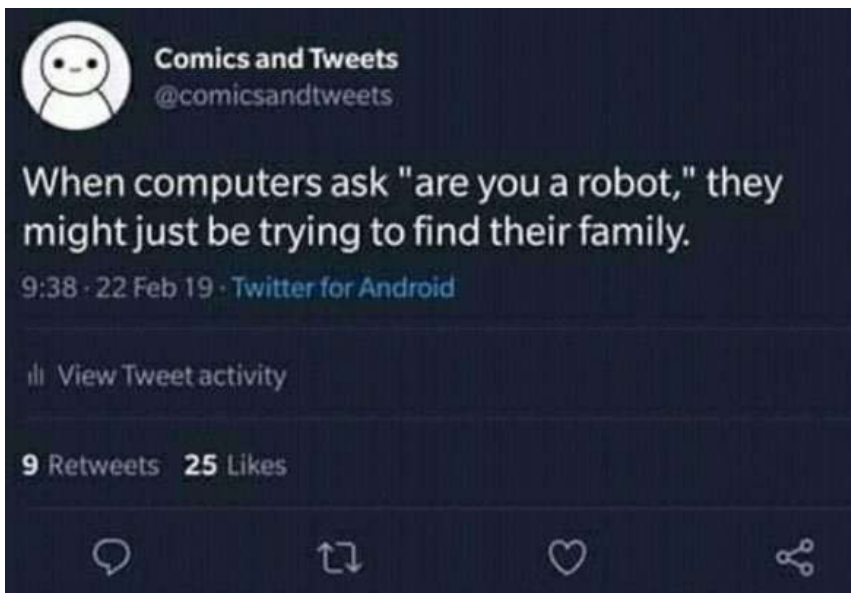 Comics and Tweets
@comicsandtweets
When computers ask "are you a robot," they
might just be trying to find their family.
9:38 · 22 Feb 19 · Twitter for Android
View Tweet activity
9 Retweets 25 Likes